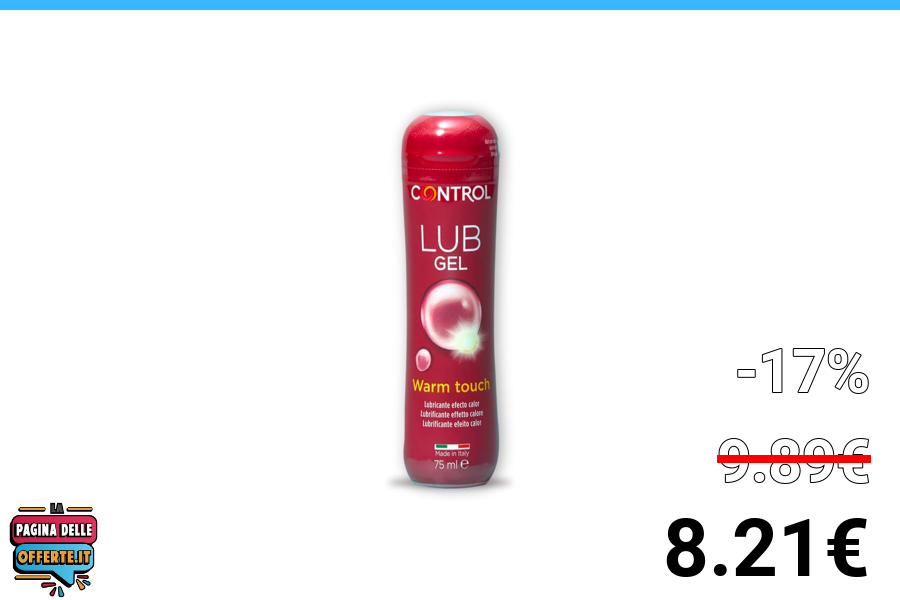 CONTROL
LUB
GEL
Warm touch
Lubricante efecto calor
Lubrificante effetto calore
Lubrificante efeito calor
Made in Italy
75 ml e
-17%
9.89€
8.21€
LA
PAGINA DELLE
OFFERTE.IT